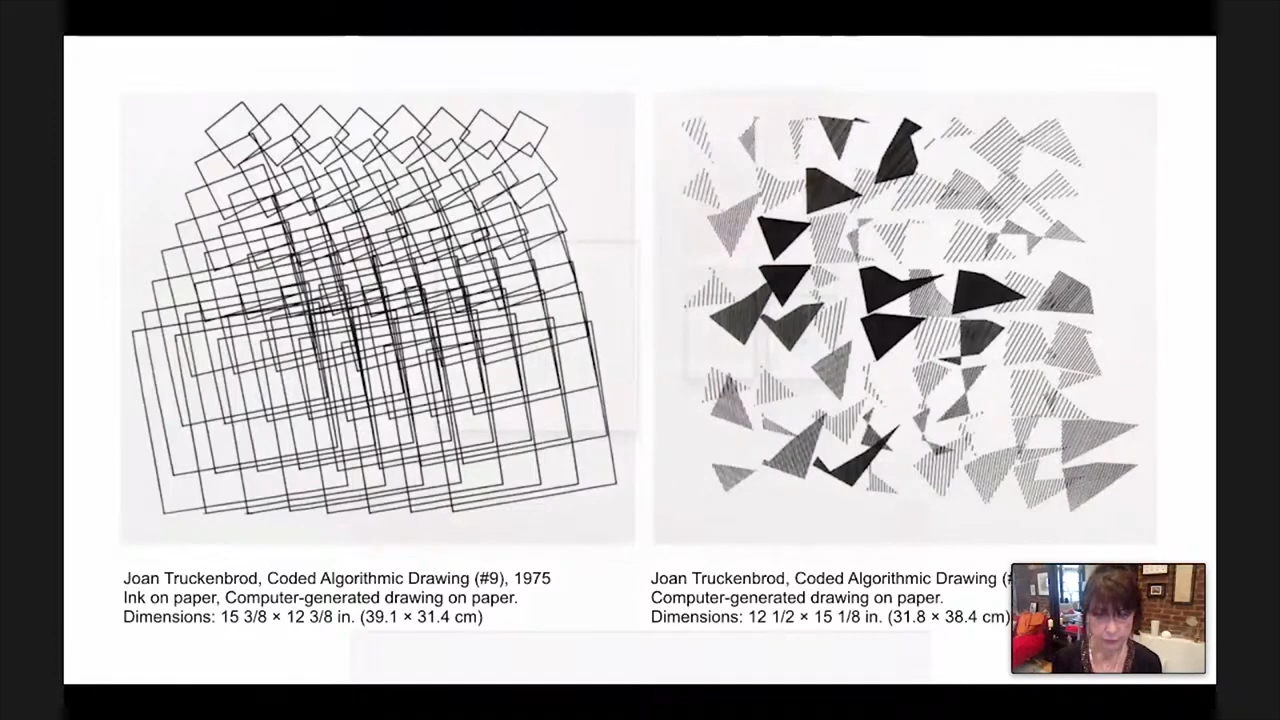 Joan Truckenbrod, Coded Algorithmic Drawing (#9), 1975
Ink on paper, Computer-generated drawing on paper.
Dimensions: 15 3/8 × 12 3/8 in. (39.1 × 31.4 cm)
Joan Truckenbrod, Coded Algorithmic Drawing (#
Computer-generated drawing on paper.
Dimensions: 12 1/2 × 15 1/8 in. (31.8 × 38.4 cm)